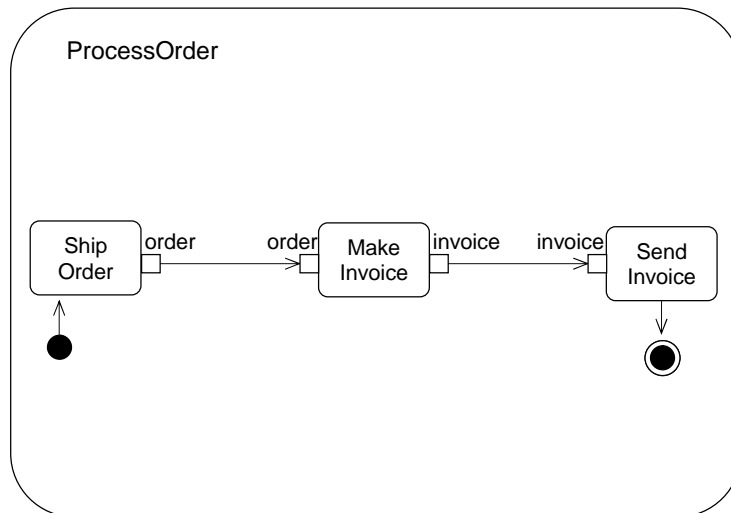 ProcessOrder
Ship
Order
order
order
Make
Invoice
invoice
invoice
Send
Invoice